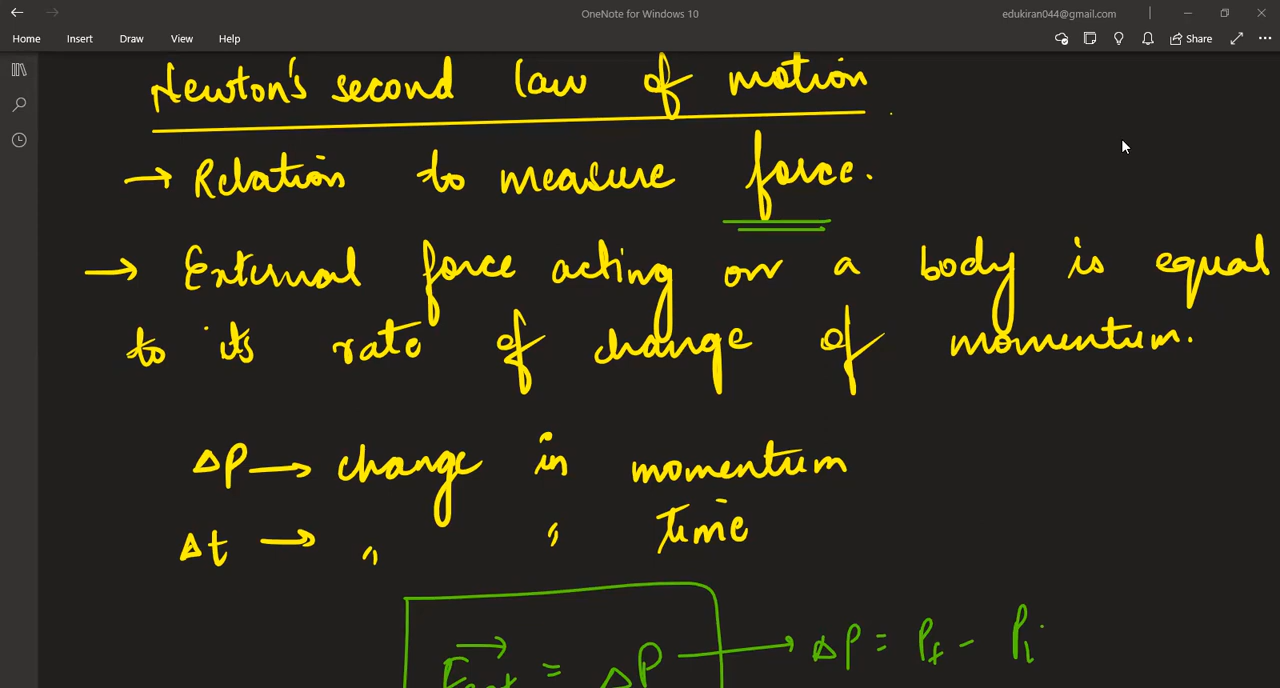 OneNote for Windows 10
edukiran044@gmail.com
Home Insert Draw View Help
Share
Newton's second law of motion
→ Relation to measure force.
→ External force acting on a body is equal
to its rate of change of momentum.
ΔP → change in momentum
Δt → " " time
Fext = ΔP → ΔP = Pf - Pi